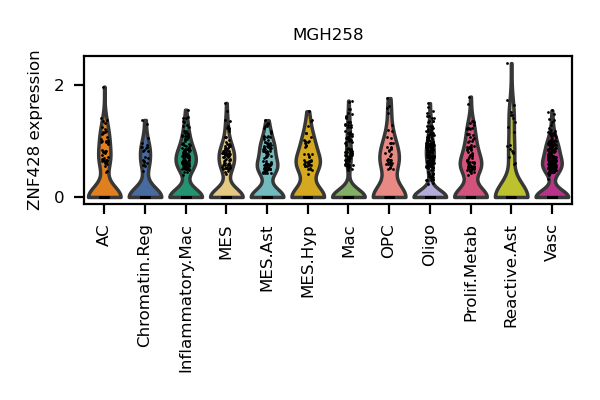 MGH258
ZNF428 expression
2
0
AC
Chromatin.Reg
Inflammatory.Mac
MES
MES.Ast
MES.Hyp
Mac
OPC
Oligo
Prolif.Metab
Reactive.Ast
Vasc